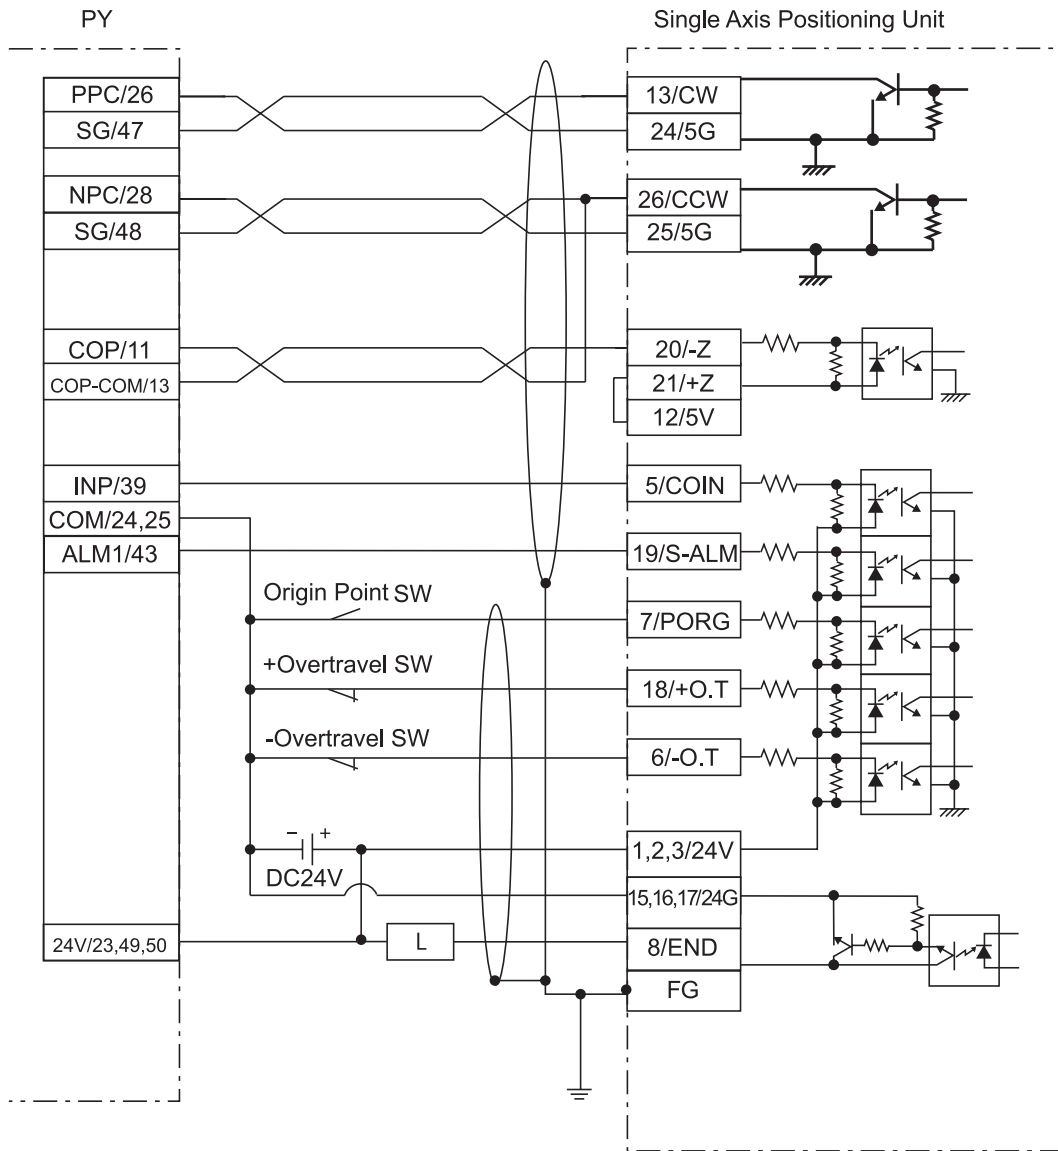 PY
Single Axis Positioning Unit
PPC/26
SG/47
NPC/28
SG/48
COP/11
COP-COM/13
INP/39
COM/24,25
ALM1/43
24V/23,49,50
Origin Point SW
+Overtravel SW
-Overtravel SW
− +
DC24V
L
13/CW
24/5G
26/CCW
25/5G
20/-Z
21/+Z
12/5V
5/COIN
19/S-ALM
7/PORG
18/+O.T
6/-O.T
1,2,3/24V
15,16,17/24G
8/END
FG